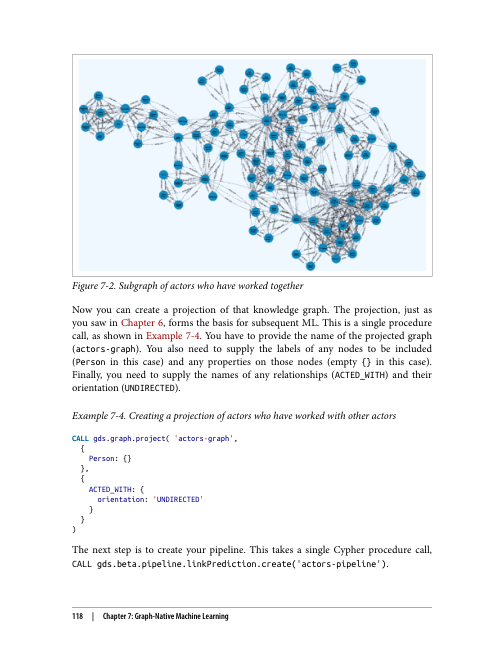 Figure 7-2. Subgraph of actors who have worked together
Now you can create a projection of that knowledge graph. The projection, just as
you saw in Chapter 6, forms the basis for subsequent ML. This is a single procedure
call, as shown in Example 7-4. You have to provide the name of the projected graph
(actors-graph). You also need to supply the labels of any nodes to be included
(Person in this case) and any properties on those nodes (empty {} in this case).
Finally, you need to supply the names of any relationships (ACTED_WITH) and their
orientation (UNDIRECTED).
Example 7-4. Creating a projection of actors who have worked with other actors
CALL gds.graph.project( 'actors-graph',
  {
    Person: {}
  },
  {
    ACTED_WITH: {
      orientation: 'UNDIRECTED'
    }
  }
)
The next step is to create your pipeline. This takes a single Cypher procedure call,
CALL gds.beta.pipeline.linkPrediction.create('actors-pipeline').
118 | Chapter 7: Graph-Native Machine Learning